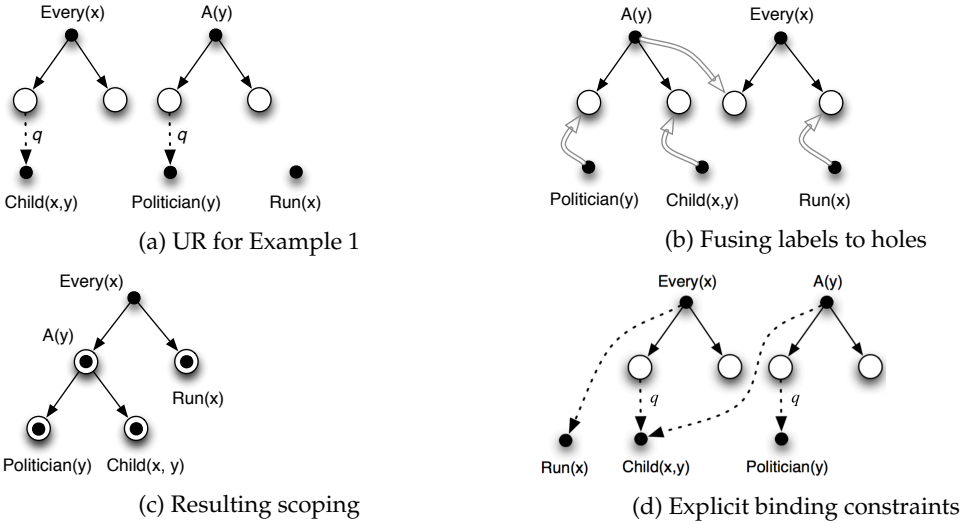 Every(x) A(y)
q q
Child(x,y) Politician(y) Run(x)
(a) UR for Example 1
A(y) Every(x)
Politician(y) Child(x,y) Run(x)
(b) Fusing labels to holes
Every(x)
A(y)
Run(x)
Politician(y) Child(x, y)
(c) Resulting scoping
Every(x) A(y)
q q
Run(x) Child(x,y) Politician(y)
(d) Explicit binding constraints